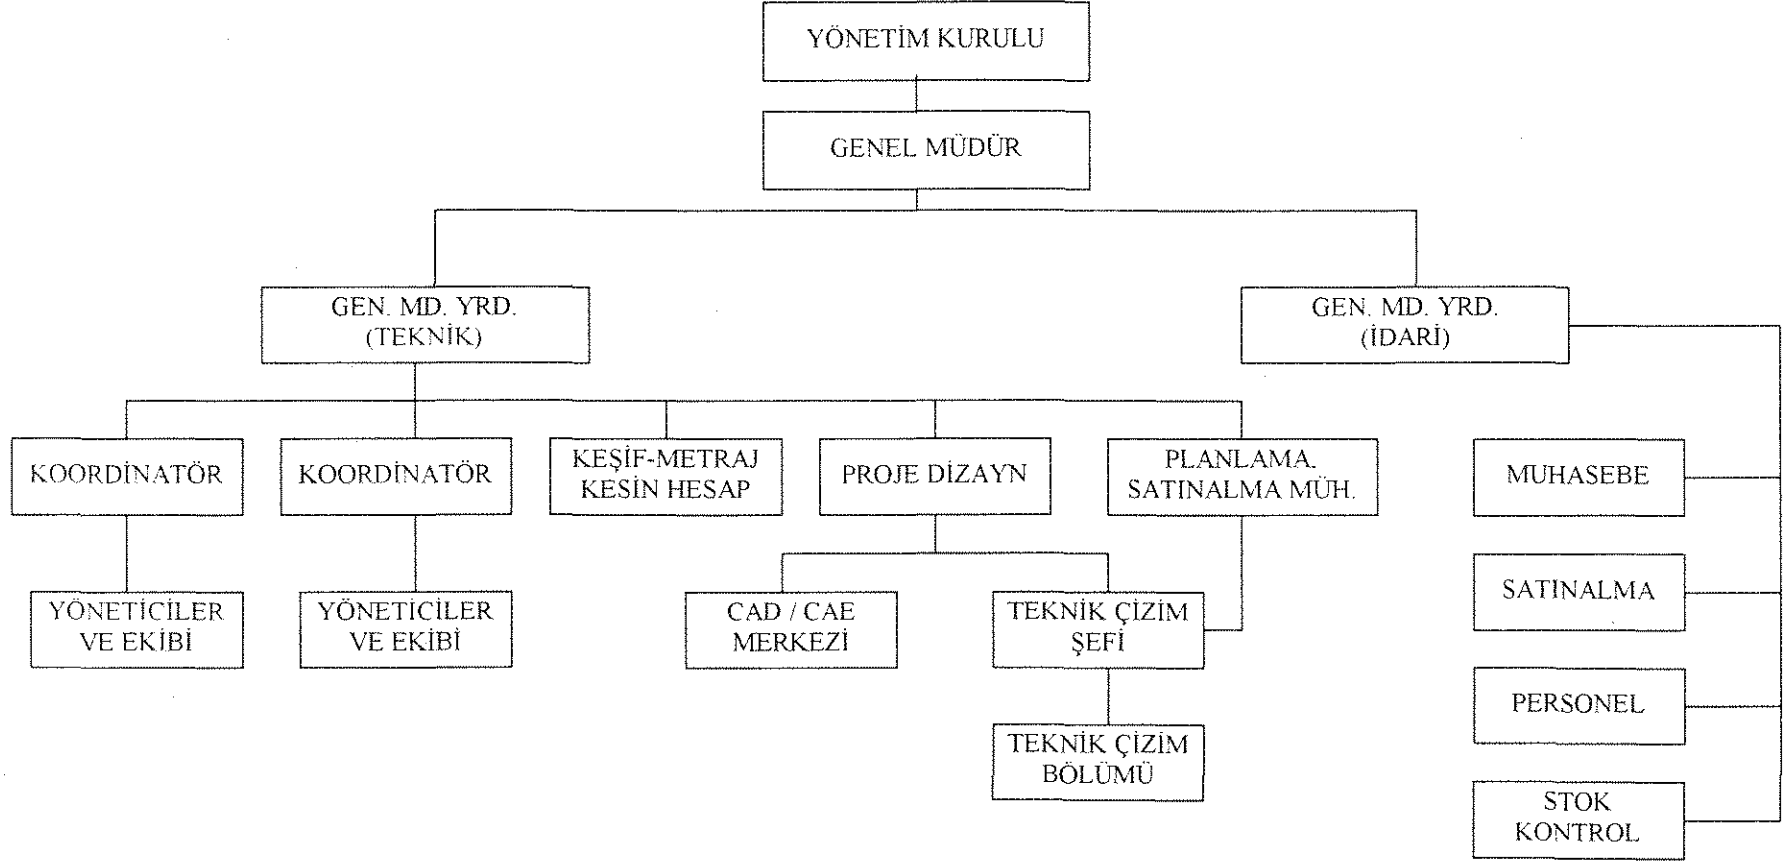 YÖNETİM KURULU
GENEL MÜDÜR
GEN. MD. YRD.
(TEKNİK)
GEN. MD. YRD.
(İDARİ)
KOORDİNATÖR
KOORDİNATÖR
KEŞİF-METRAJ
KESİN HESAP
PROJE DİZAYN
PLANLAMA.
SATINALMA MÜH.
MUHASEBE
YÖNETİCİLER
VE EKİBİ
YÖNETİCİLER
VE EKİBİ
CAD / CAE
MERKEZİ
TEKNİK ÇİZİM
ŞEFİ
SATINALMA
PERSONEL
TEKNİK ÇİZİM
BÖLÜMÜ
STOK
KONTROL